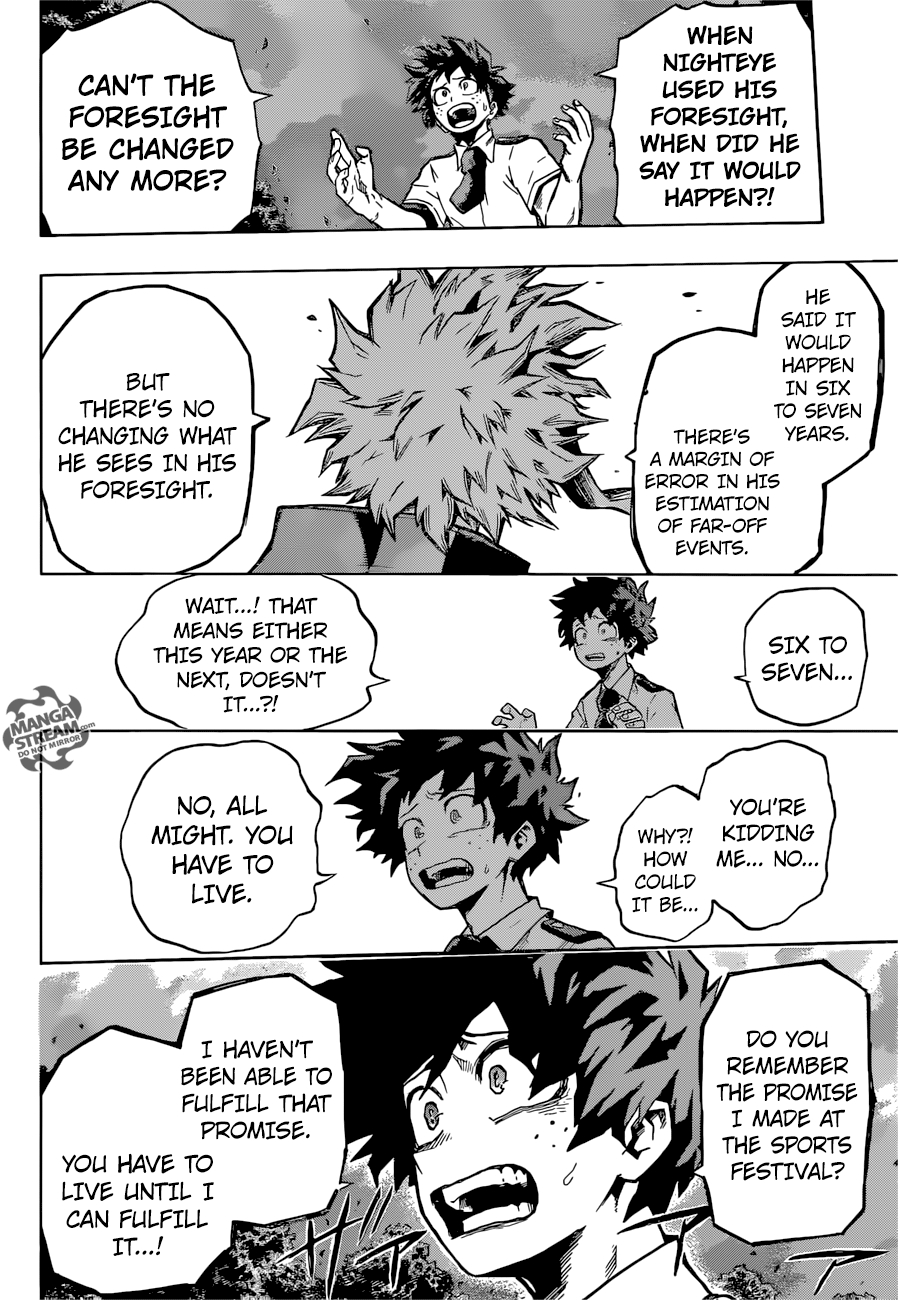 WHEN
NIGHTEYE
USED HIS
FORESIGHT,
WHEN DID HE
SAY IT WOULD
HAPPEN?!
CAN'T THE
FORESIGHT
BE CHANGED
ANY MORE?
HE
SAID IT
WOULD
HAPPEN
IN SIX
TO SEVEN
YEARS.
THERE'S
A MARGIN OF
ERROR IN HIS
ESTIMATION
OF FAR-OFF
EVENTS.
BUT
THERE'S NO
CHANGING WHAT
HE SEES IN HIS
FORESIGHT.
SIX TO
SEVEN...
WAIT...! THAT
MEANS EITHER
THIS YEAR OR THE
NEXT, DOESN'T
IT...?!
MANGA
STREAM.com
DO NOT MIRROR
YOU'RE
KIDDING
ME... NO...
WHY?!
HOW
COULD
IT BE...
NO, ALL
MIGHT. YOU
HAVE TO
LIVE.
DO YOU
REMEMBER
THE PROMISE
I MADE AT
THE SPORTS
FESTIVAL?
I HAVEN'T
BEEN ABLE TO
FULFILL THAT
PROMISE.
YOU HAVE TO
LIVE UNTIL I
CAN FULFILL
IT...!